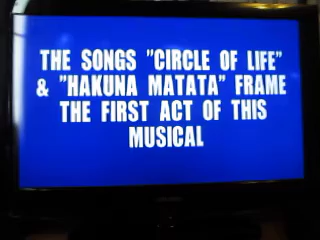 THE SONGS "CIRCLE OF LIFE"
& "HAKUNA MATATA" FRAME
THE FIRST ACT OF THIS
MUSICAL